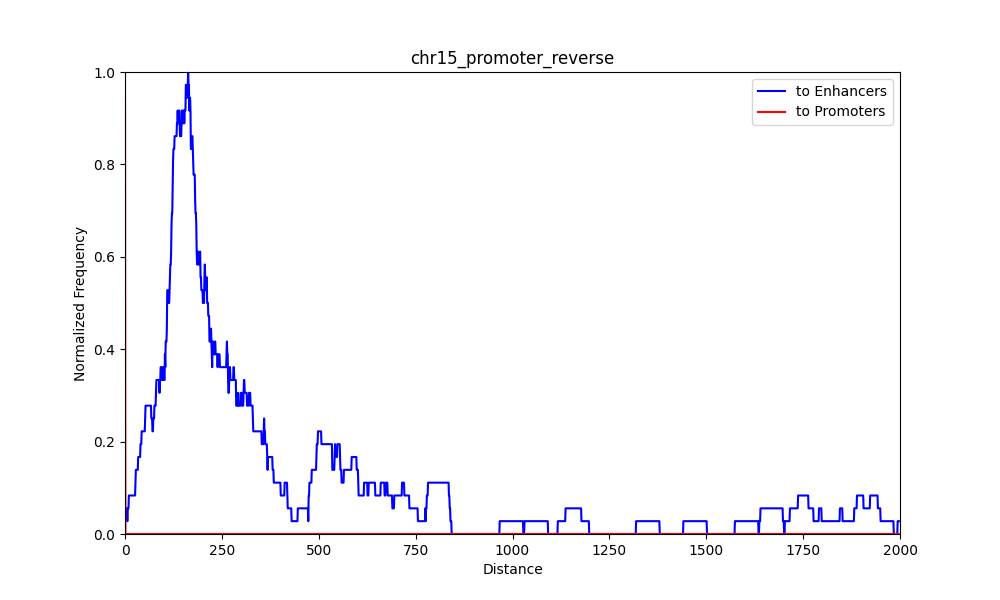 chr15_promoter_reverse
to Enhancers
to Promoters
Normalized Frequency
1.0
0.8
0.6
0.4
0.2
0.0
0 250 500 750 1000 1250 1500 1750 2000
Distance